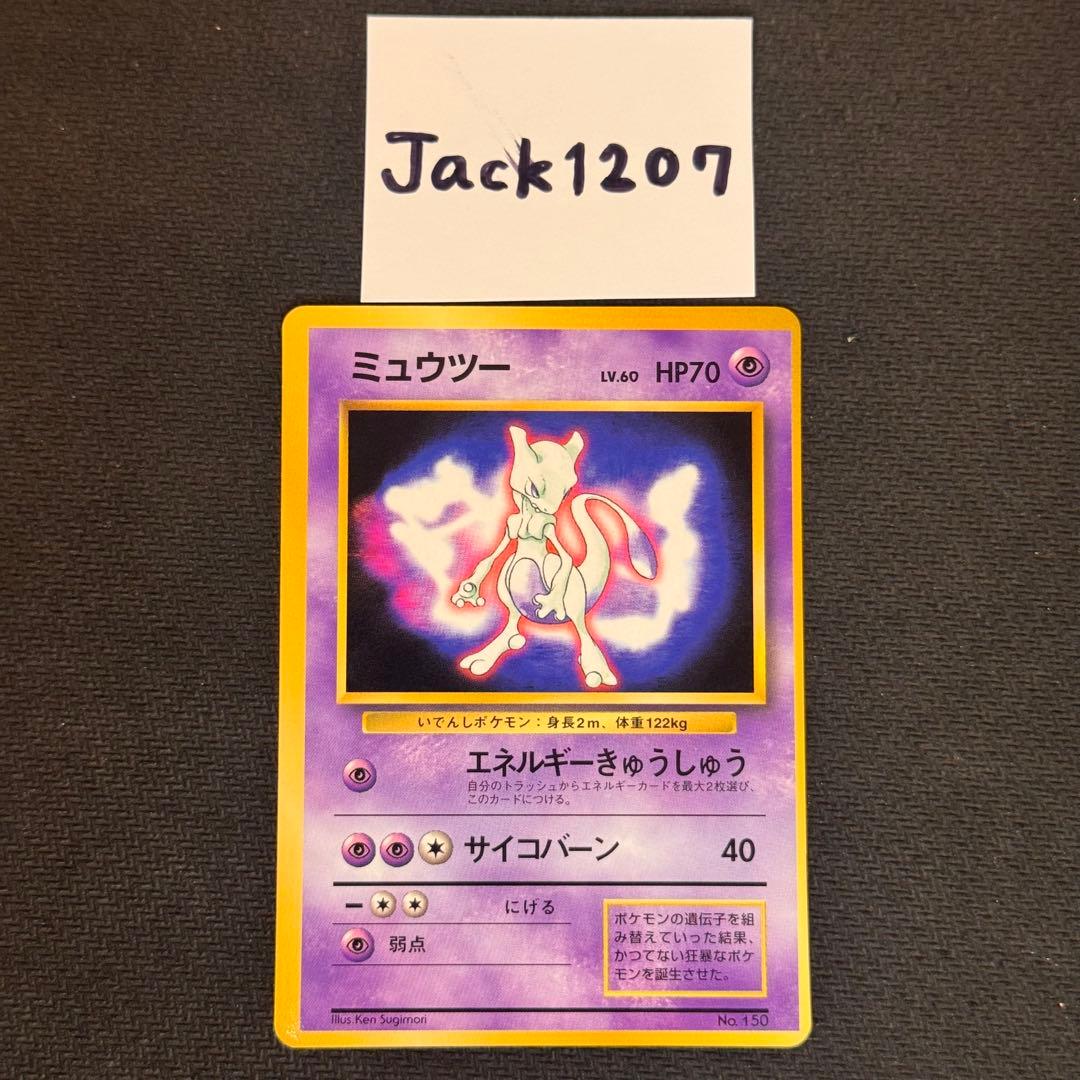 Jack1207
ミュウツー LV.60 HP70
いでんしポケモン：身長2m、体重122kg
エネルギーきゅうしゅう
自分のトラッシュからエネルギーカードを最大2枚選び、
このカードにつける。
サイコバーン 40
にげる
弱点
ポケモンの遺伝子を組
み替えていった結果、
かつてない狂暴なポケ
モンを誕生させた。
Illus. Ken Sugimori No. 150